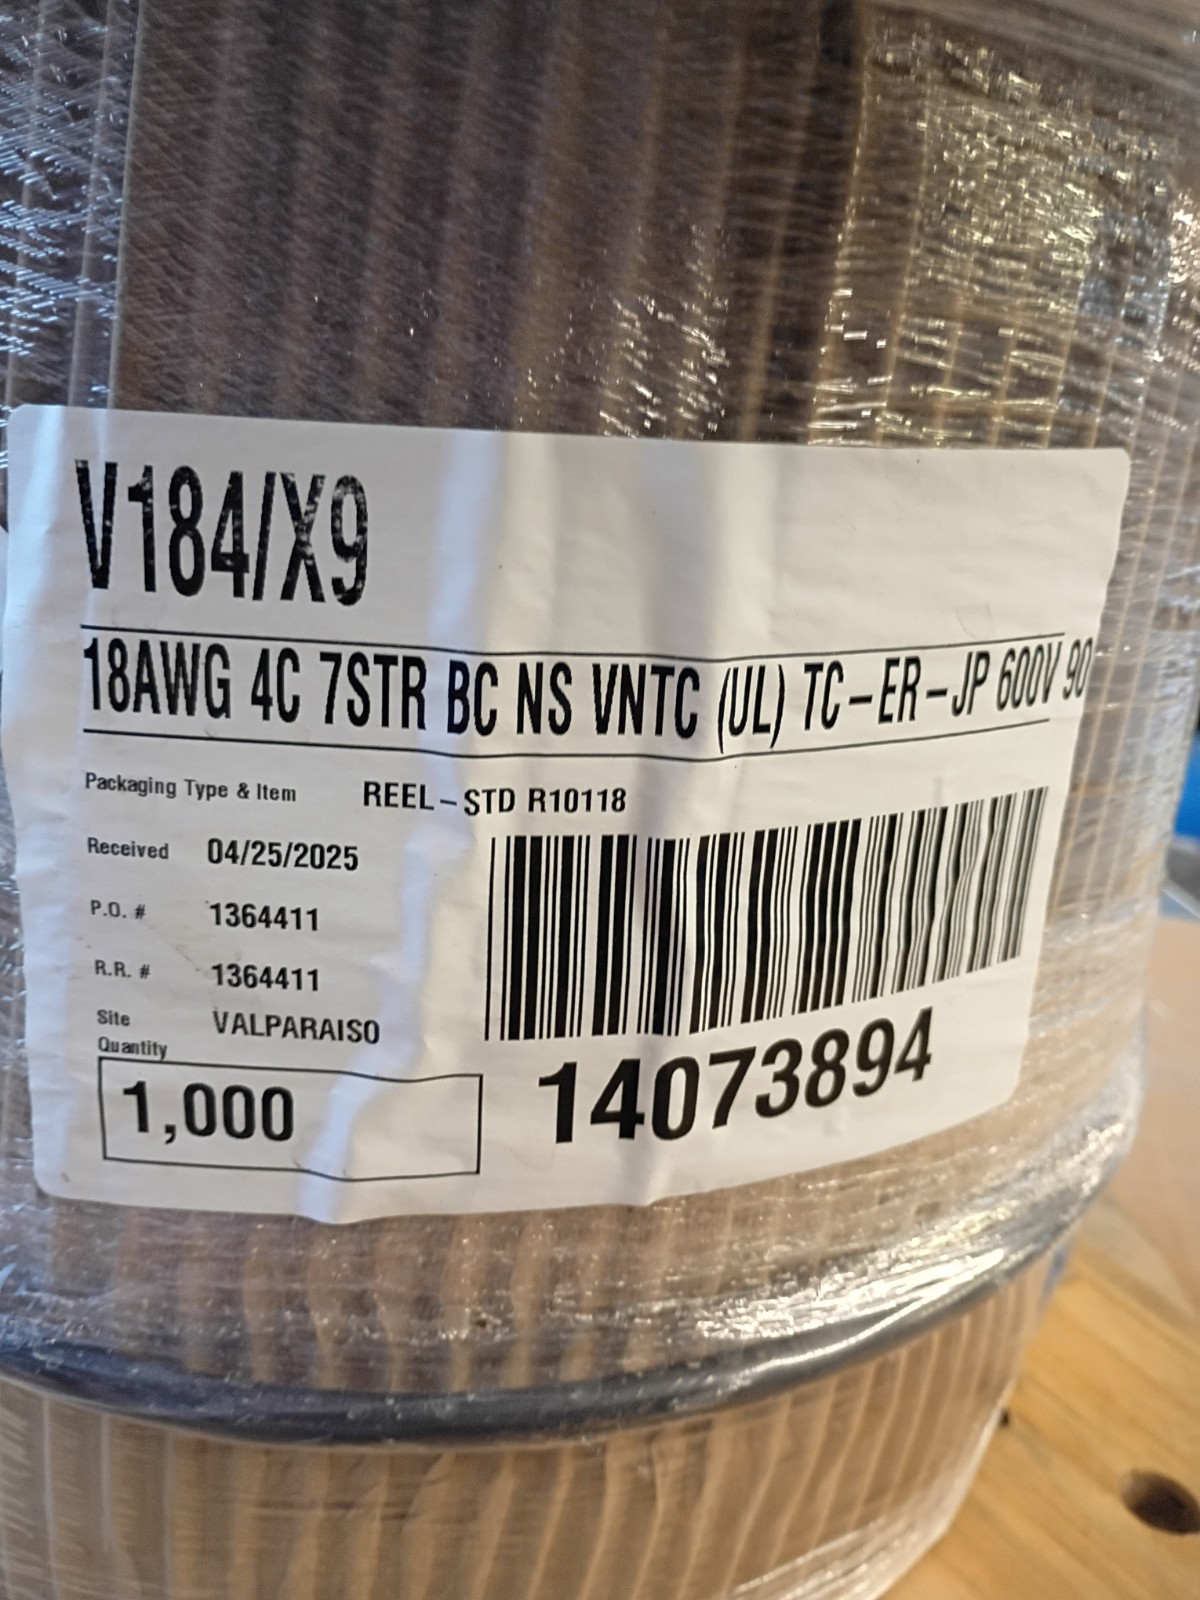 V184/X9
18AWG 4C 7STR BC NS VNTC (UL) TC-ER-JP 600V 90
Packaging Type & Item REEL-STD R10118
Received 04/25/2025
P.O. # 1364411
R.R. # 1364411
Site VALPARAISO
Quantity
1,000
14073894